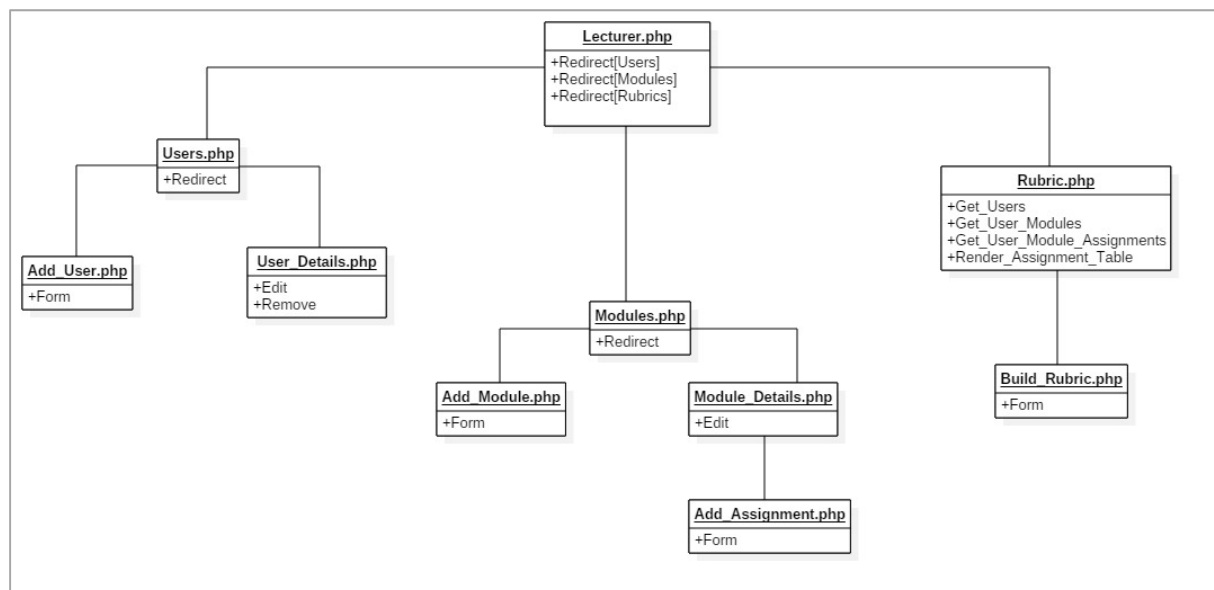 Lecturer.php
+Redirect[Users]
+Redirect[Modules]
+Redirect[Rubrics]
Users.php
+Redirect
Add_User.php
+Form
User_Details.php
+Edit
+Remove
Modules.php
+Redirect
Add_Module.php
+Form
Module_Details.php
+Edit
Add_Assignment.php
+Form
Rubric.php
+Get_Users
+Get_User_Modules
+Get_User_Module_Assignments
+Render_Assignment_Table
Build_Rubric.php
+Form